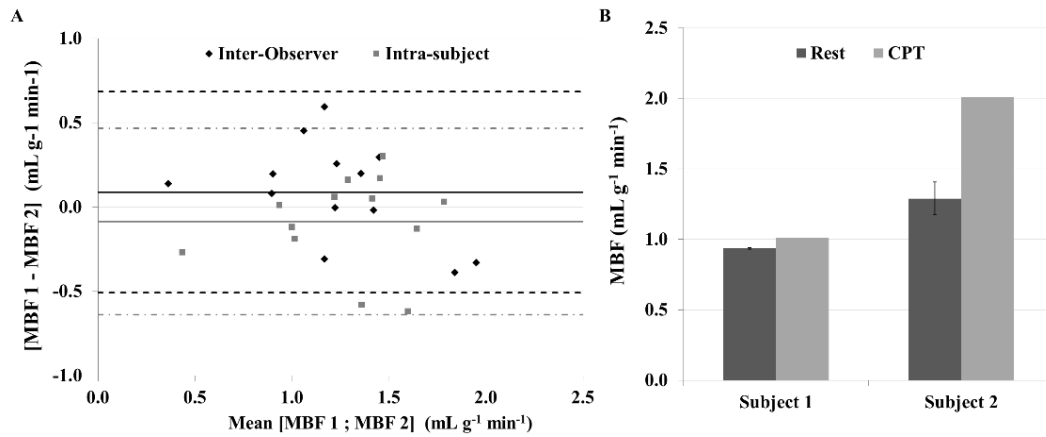 A
B
Inter-Observer
Intra-subject
[MBF 1 - MBF 2] (mL g-1 min-1)
1.0
0.5
0.0
-0.5
-1.0
0.0 0.5 1.0 1.5 2.0 2.5
Mean [MBF 1 ; MBF 2] (mL g⁻¹ min⁻¹)
Rest CPT
MBF (mL g⁻¹ min⁻¹)
2.5
2.0
1.5
1.0
0.5
0.0
Subject 1 Subject 2